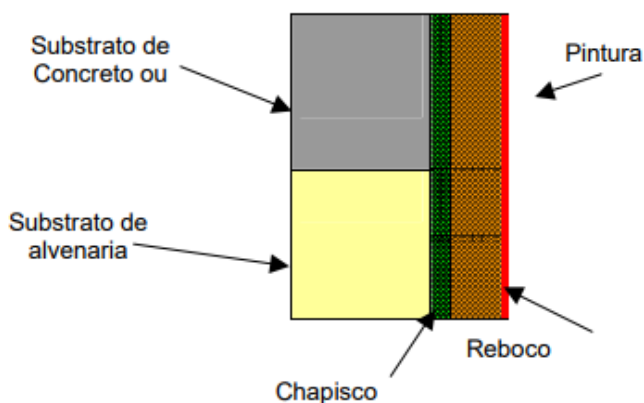 Substrato de
Concreto ou
Pintura
Substrato de
alvenaria
Reboco
Chapisco